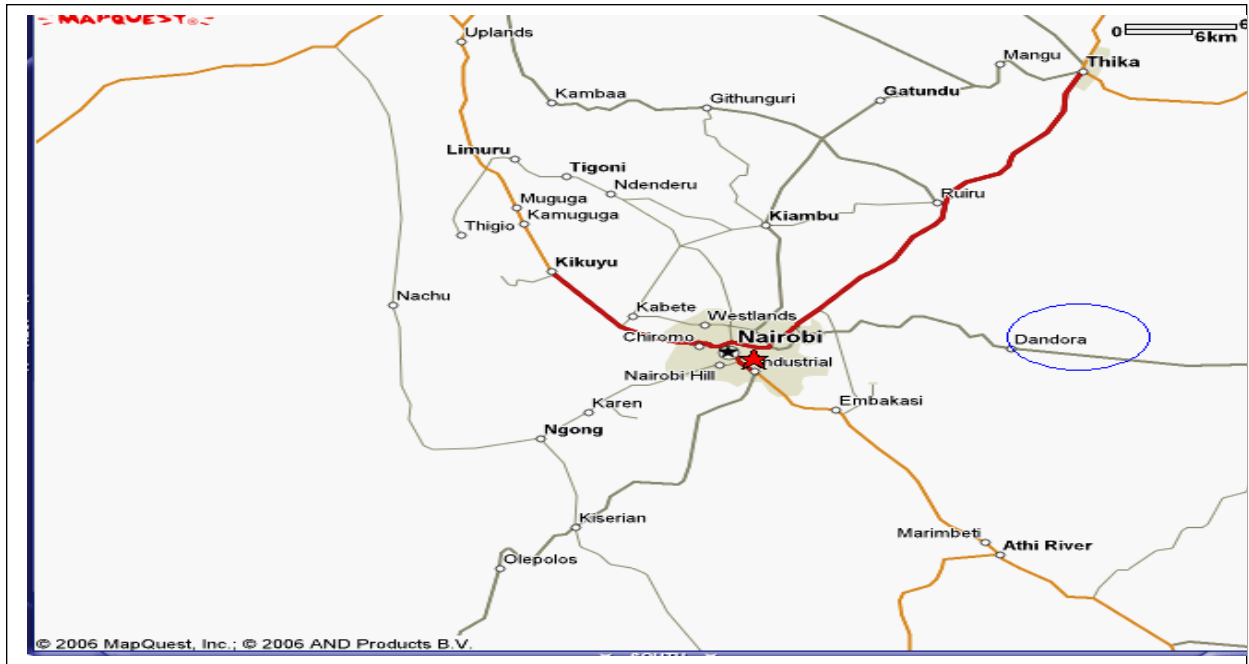 MAPQUEST®
Uplands
0 6
6km
Mangu
Thika
Kambaa
Githunguri
Gatundu
Limuru
Tigoni
Ndenderu
Muguga
Kamuguga
Ruiru
Thigio
Kiambu
Kikuyu
Nachu
Kabete
Westlands
Chiromo
Nairobi
Dandora
Industrial
Nairobi Hill
Karen
Embakasi
Ngong
Kiserian
Marimbeti
Athi River
Olepolos
© 2006 MapQuest, Inc.; © 2006 AND Products B.V.